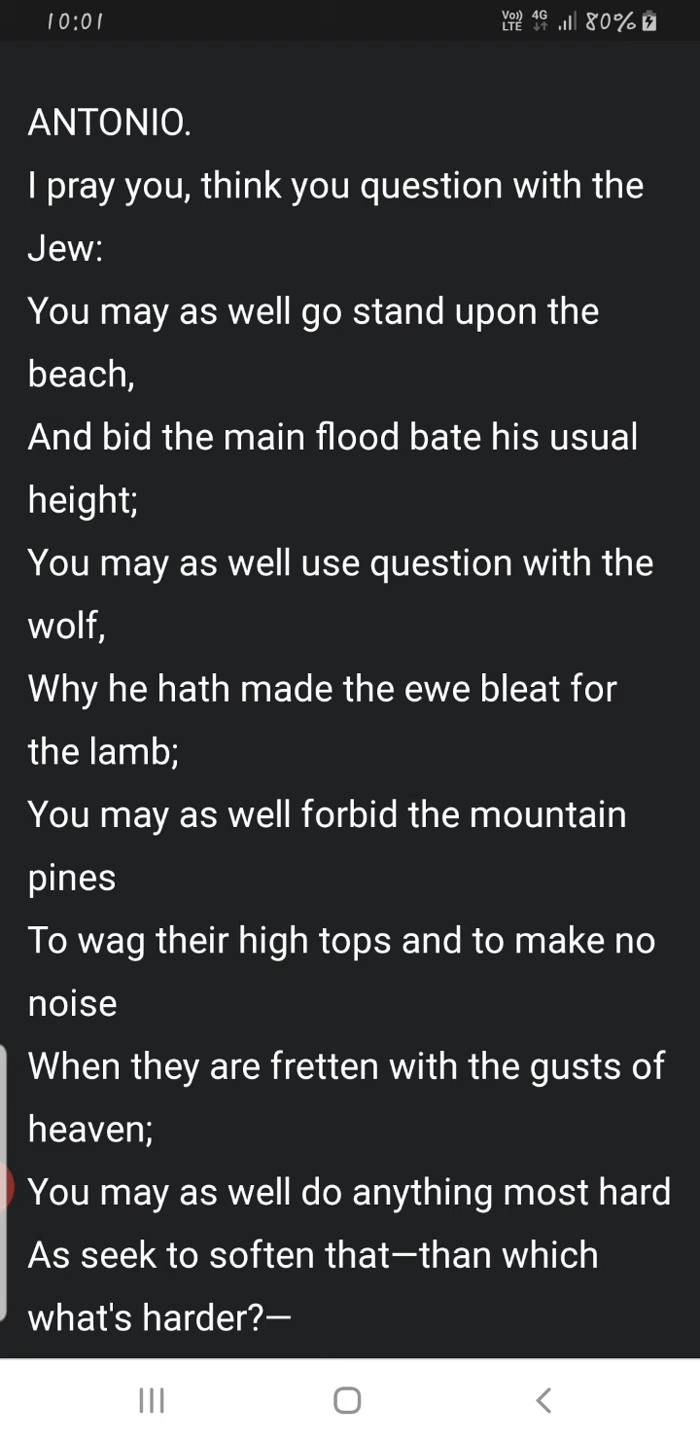 10:01 Vo)) LTE 4G 80%
ANTONIO.
I pray you, think you question with the
Jew:
You may as well go stand upon the
beach,
And bid the main flood bate his usual
height;
You may as well use question with the
wolf,
Why he hath made the ewe bleat for
the lamb;
You may as well forbid the mountain
pines
To wag their high tops and to make no
noise
When they are fretten with the gusts of
heaven;
You may as well do anything most hard
As seek to soften that—than which
what's harder?—